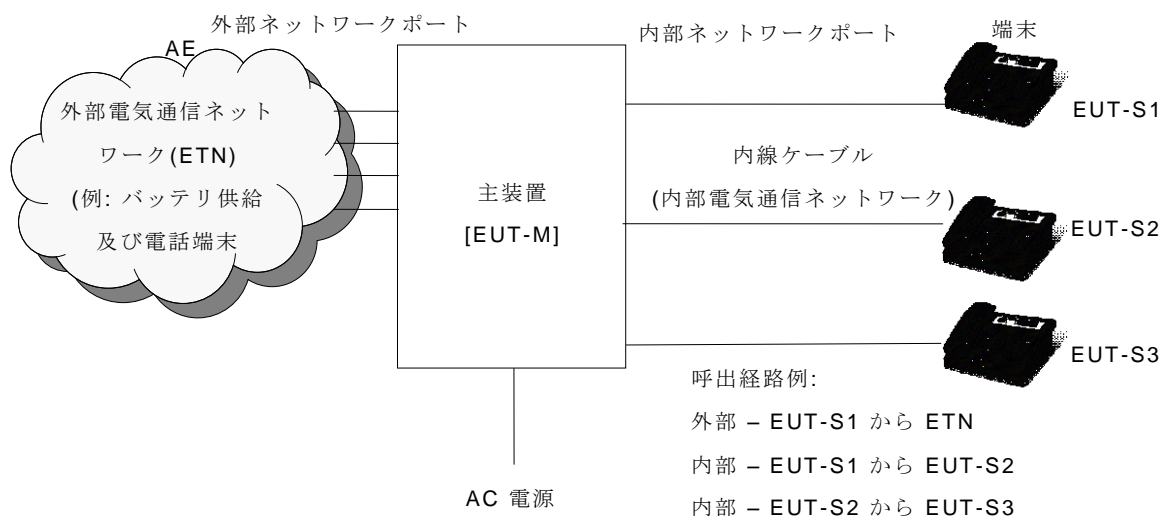 外部ネットワークポート
内部ネットワークポート
端末
AE
外部電気通信ネット
ワーク(ETN)
(例: バッテリ供給
及び電話端末
主装置
[EUT-M]
EUT-S1
内線ケーブル
(内部電気通信ネットワーク)
EUT-S2
EUT-S3
呼出経路例:
外部 – EUT-S1 から ETN
内部 – EUT-S1 から EUT-S2
内部 – EUT-S2 から EUT-S3
AC 電源